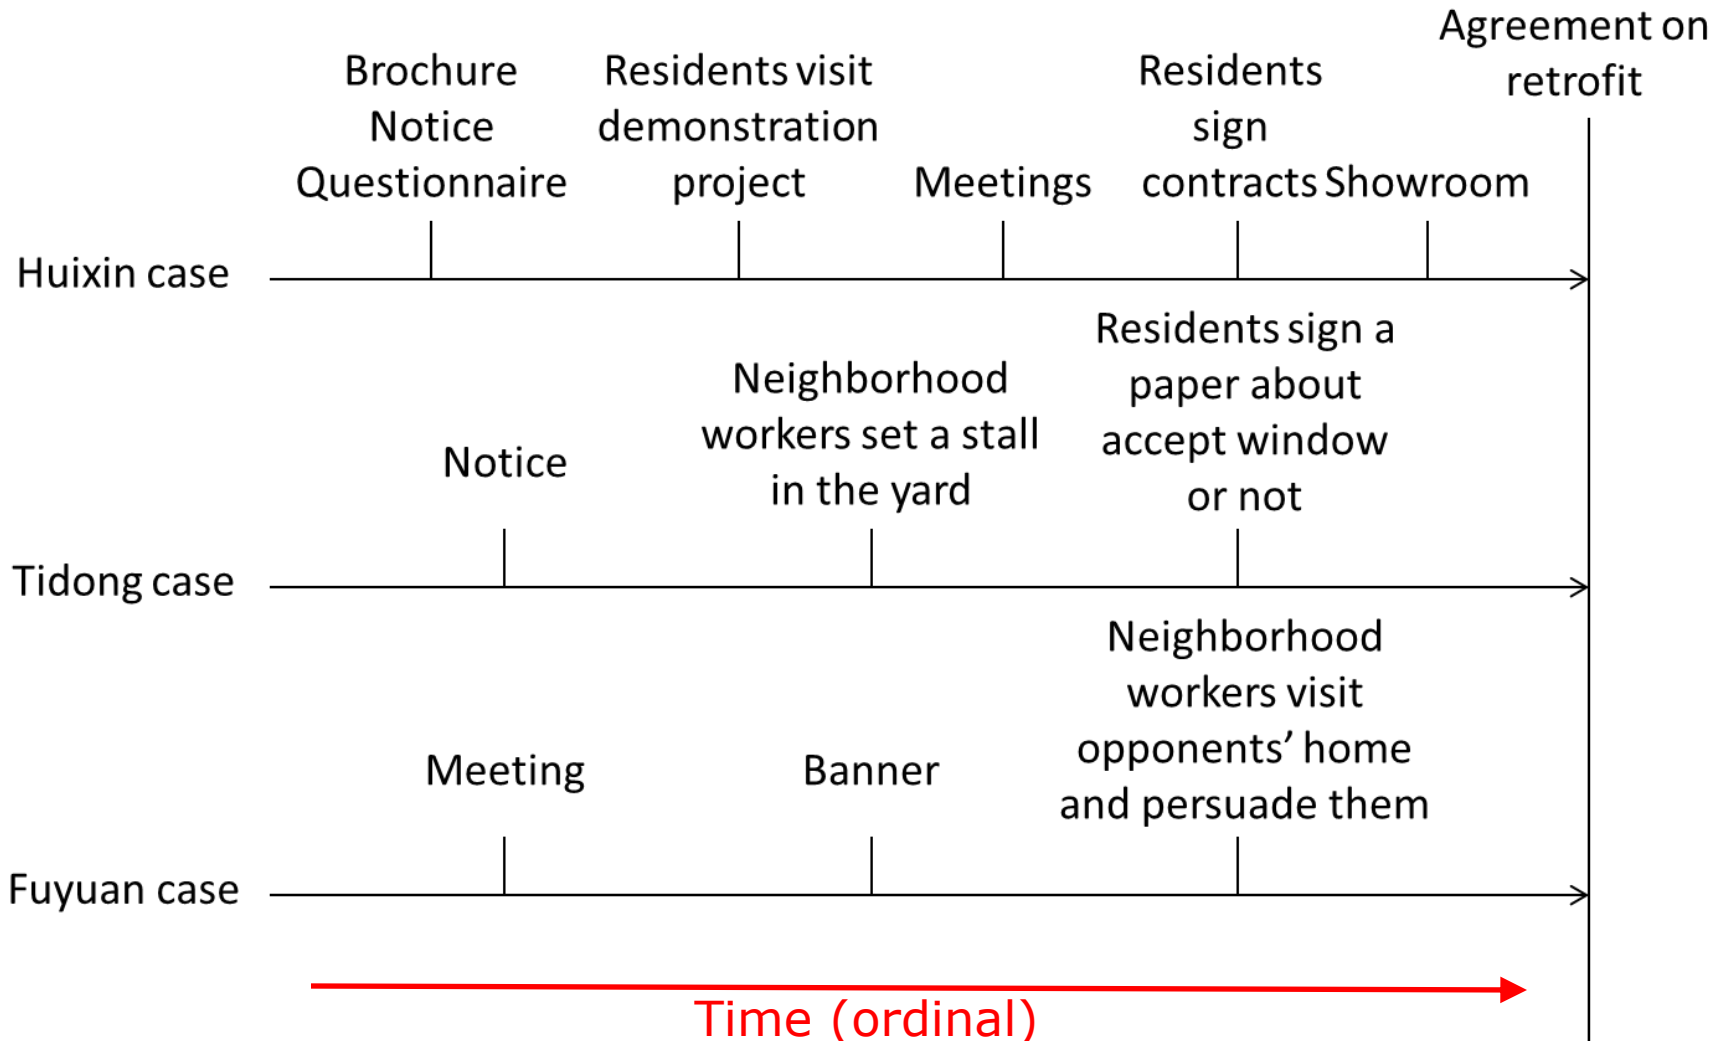 Agreement on
retrofit
Brochure
Notice
Questionnaire
Residents visit
demonstration
project
Meetings
Residents
sign
contracts
Showroom
Huixin case
Notice
Neighborhood
workers set a stall
in the yard
Residents sign a
paper about
accept window
or not
Tidong case
Meeting
Banner
Neighborhood
workers visit
opponents’ home
and persuade them
Fuyuan case
Time (ordinal)